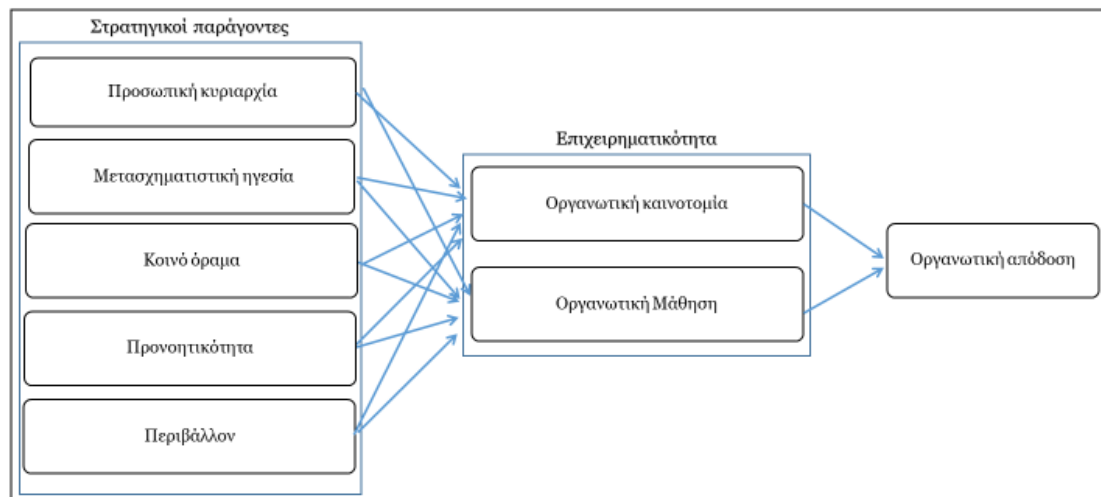 Στρατηγικοί παράγοντες
Προσωπική κυριαρχία
Μετασχηματιστική ηγεσία
Κοινό όραμα
Προνοητικότητα
Περιβάλλον
Επιχειρηματικότητα
Οργανωτική καινοτομία
Οργανωτική Μάθηση
Οργανωτική απόδοση